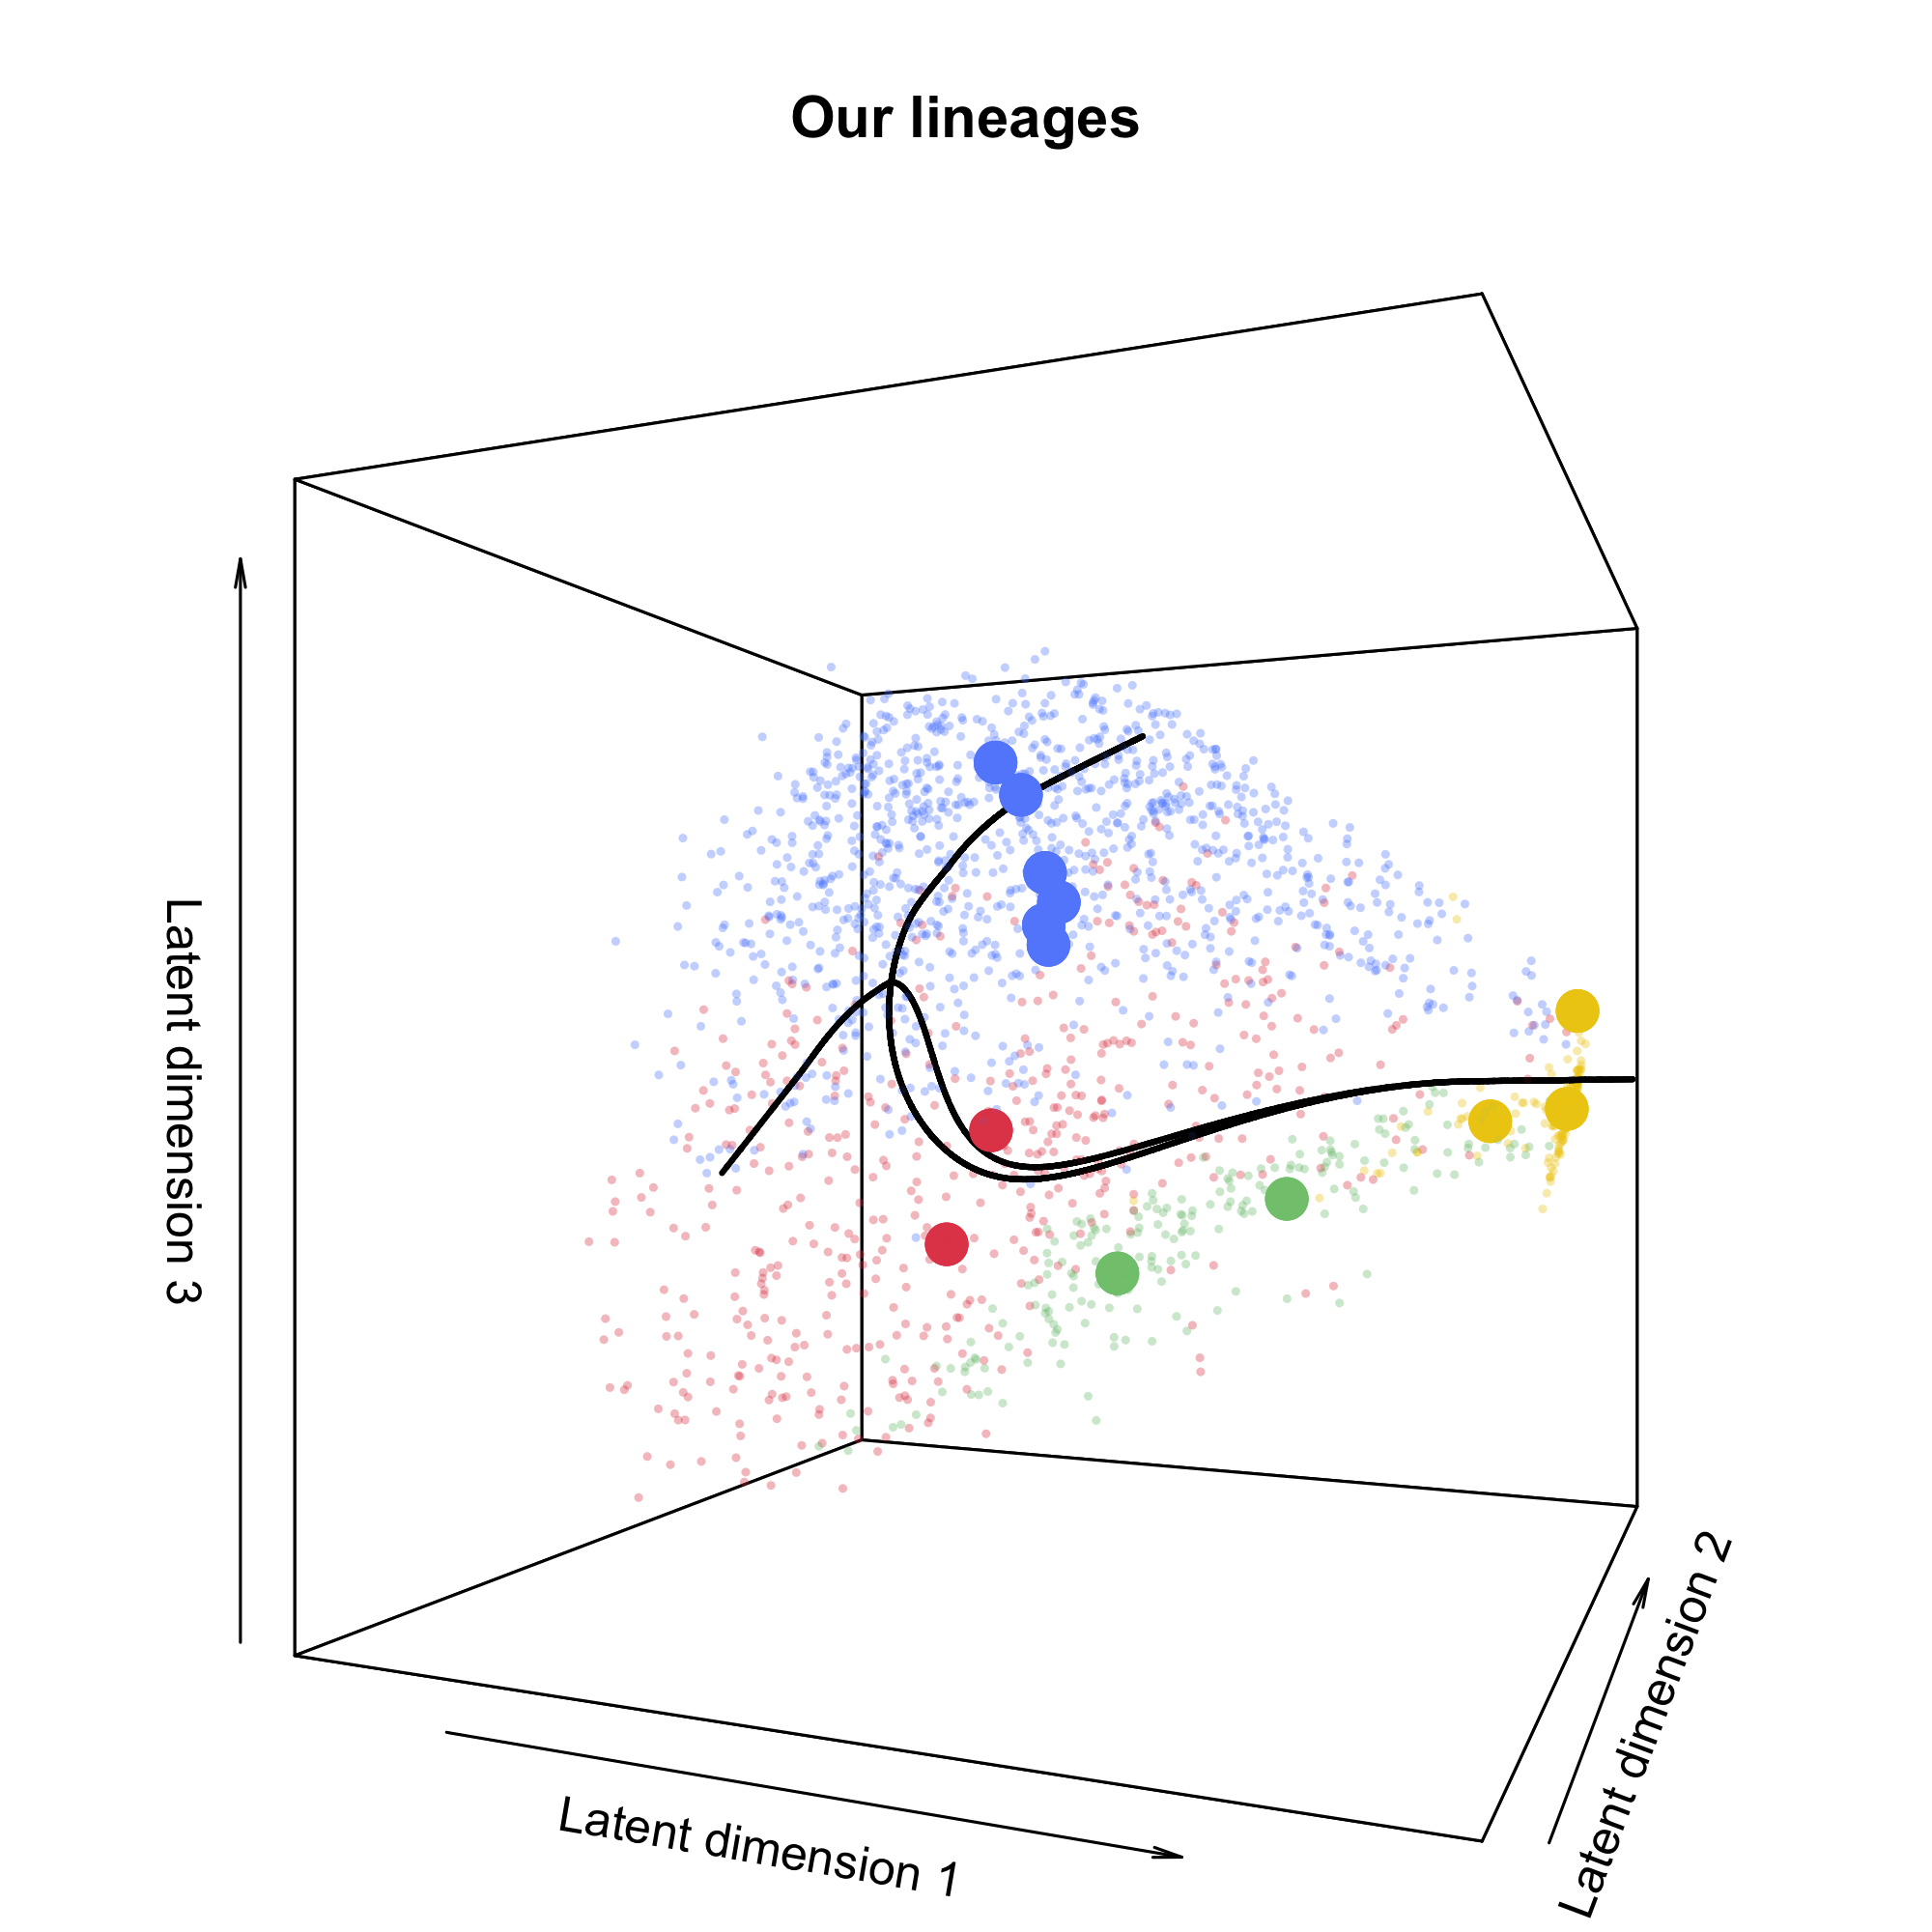 Our lineages
Latent dimension 3
Latent dimension 1
Latent dimension 2